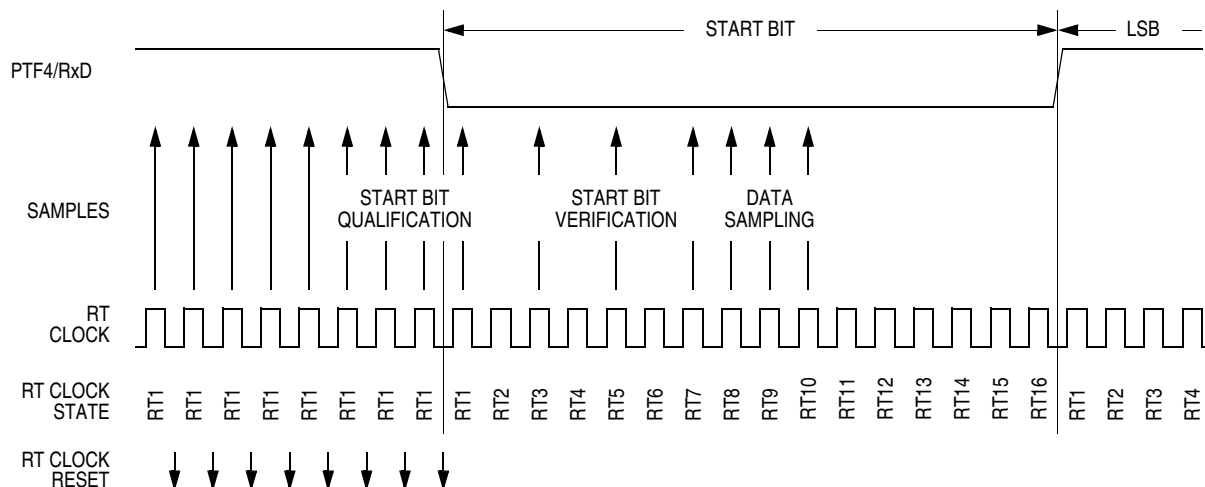 START BIT
LSB
PTF4/RxD
SAMPLES
START BIT
QUALIFICATION
START BIT
VERIFICATION
DATA
SAMPLING
RT
CLOCK
RT CLOCK
STATE
RT1 RT1 RT1 RT1 RT1 RT1 RT1 RT1 RT1 RT2 RT3 RT4 RT5 RT6 RT7 RT8 RT9 RT10 RT11 RT12 RT13 RT14 RT15 RT16 RT1 RT2 RT3 RT4
RT CLOCK
RESET